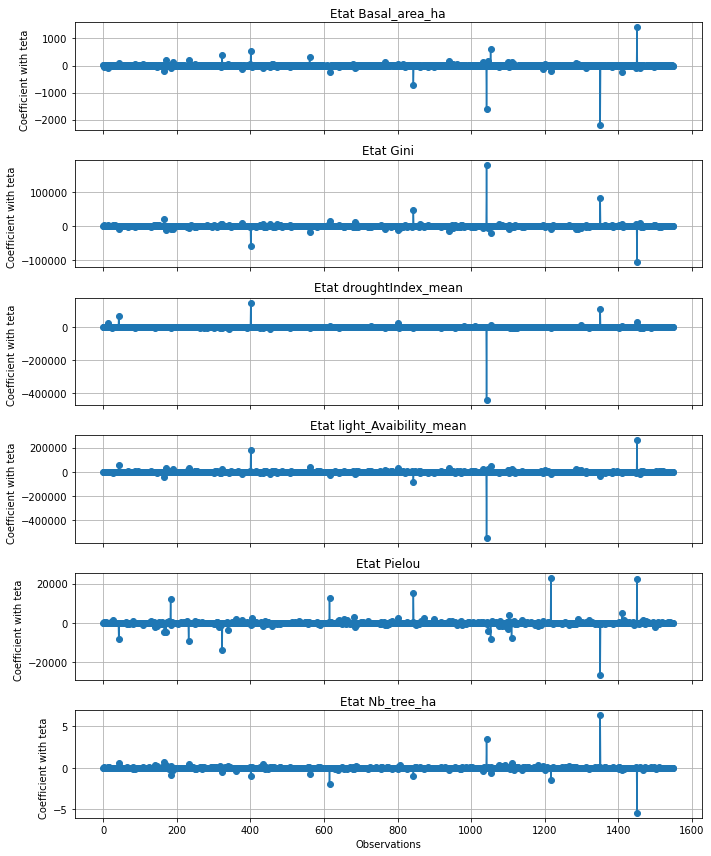 Etat Basal_area_ha
Coefficient with teta
1000
0
−1000
−2000
Etat Gini
Coefficient with teta
100000
0
−100000
Etat droughtIndex_mean
Coefficient with teta
0
−200000
−400000
Etat light_Avaibility_mean
Coefficient with teta
200000
0
−200000
−400000
Etat Pielou
Coefficient with teta
20000
0
−20000
Etat Nb_tree_ha
Coefficient with teta
5
0
−5
0 200 400 600 800 1000 1200 1400 1600
Observations